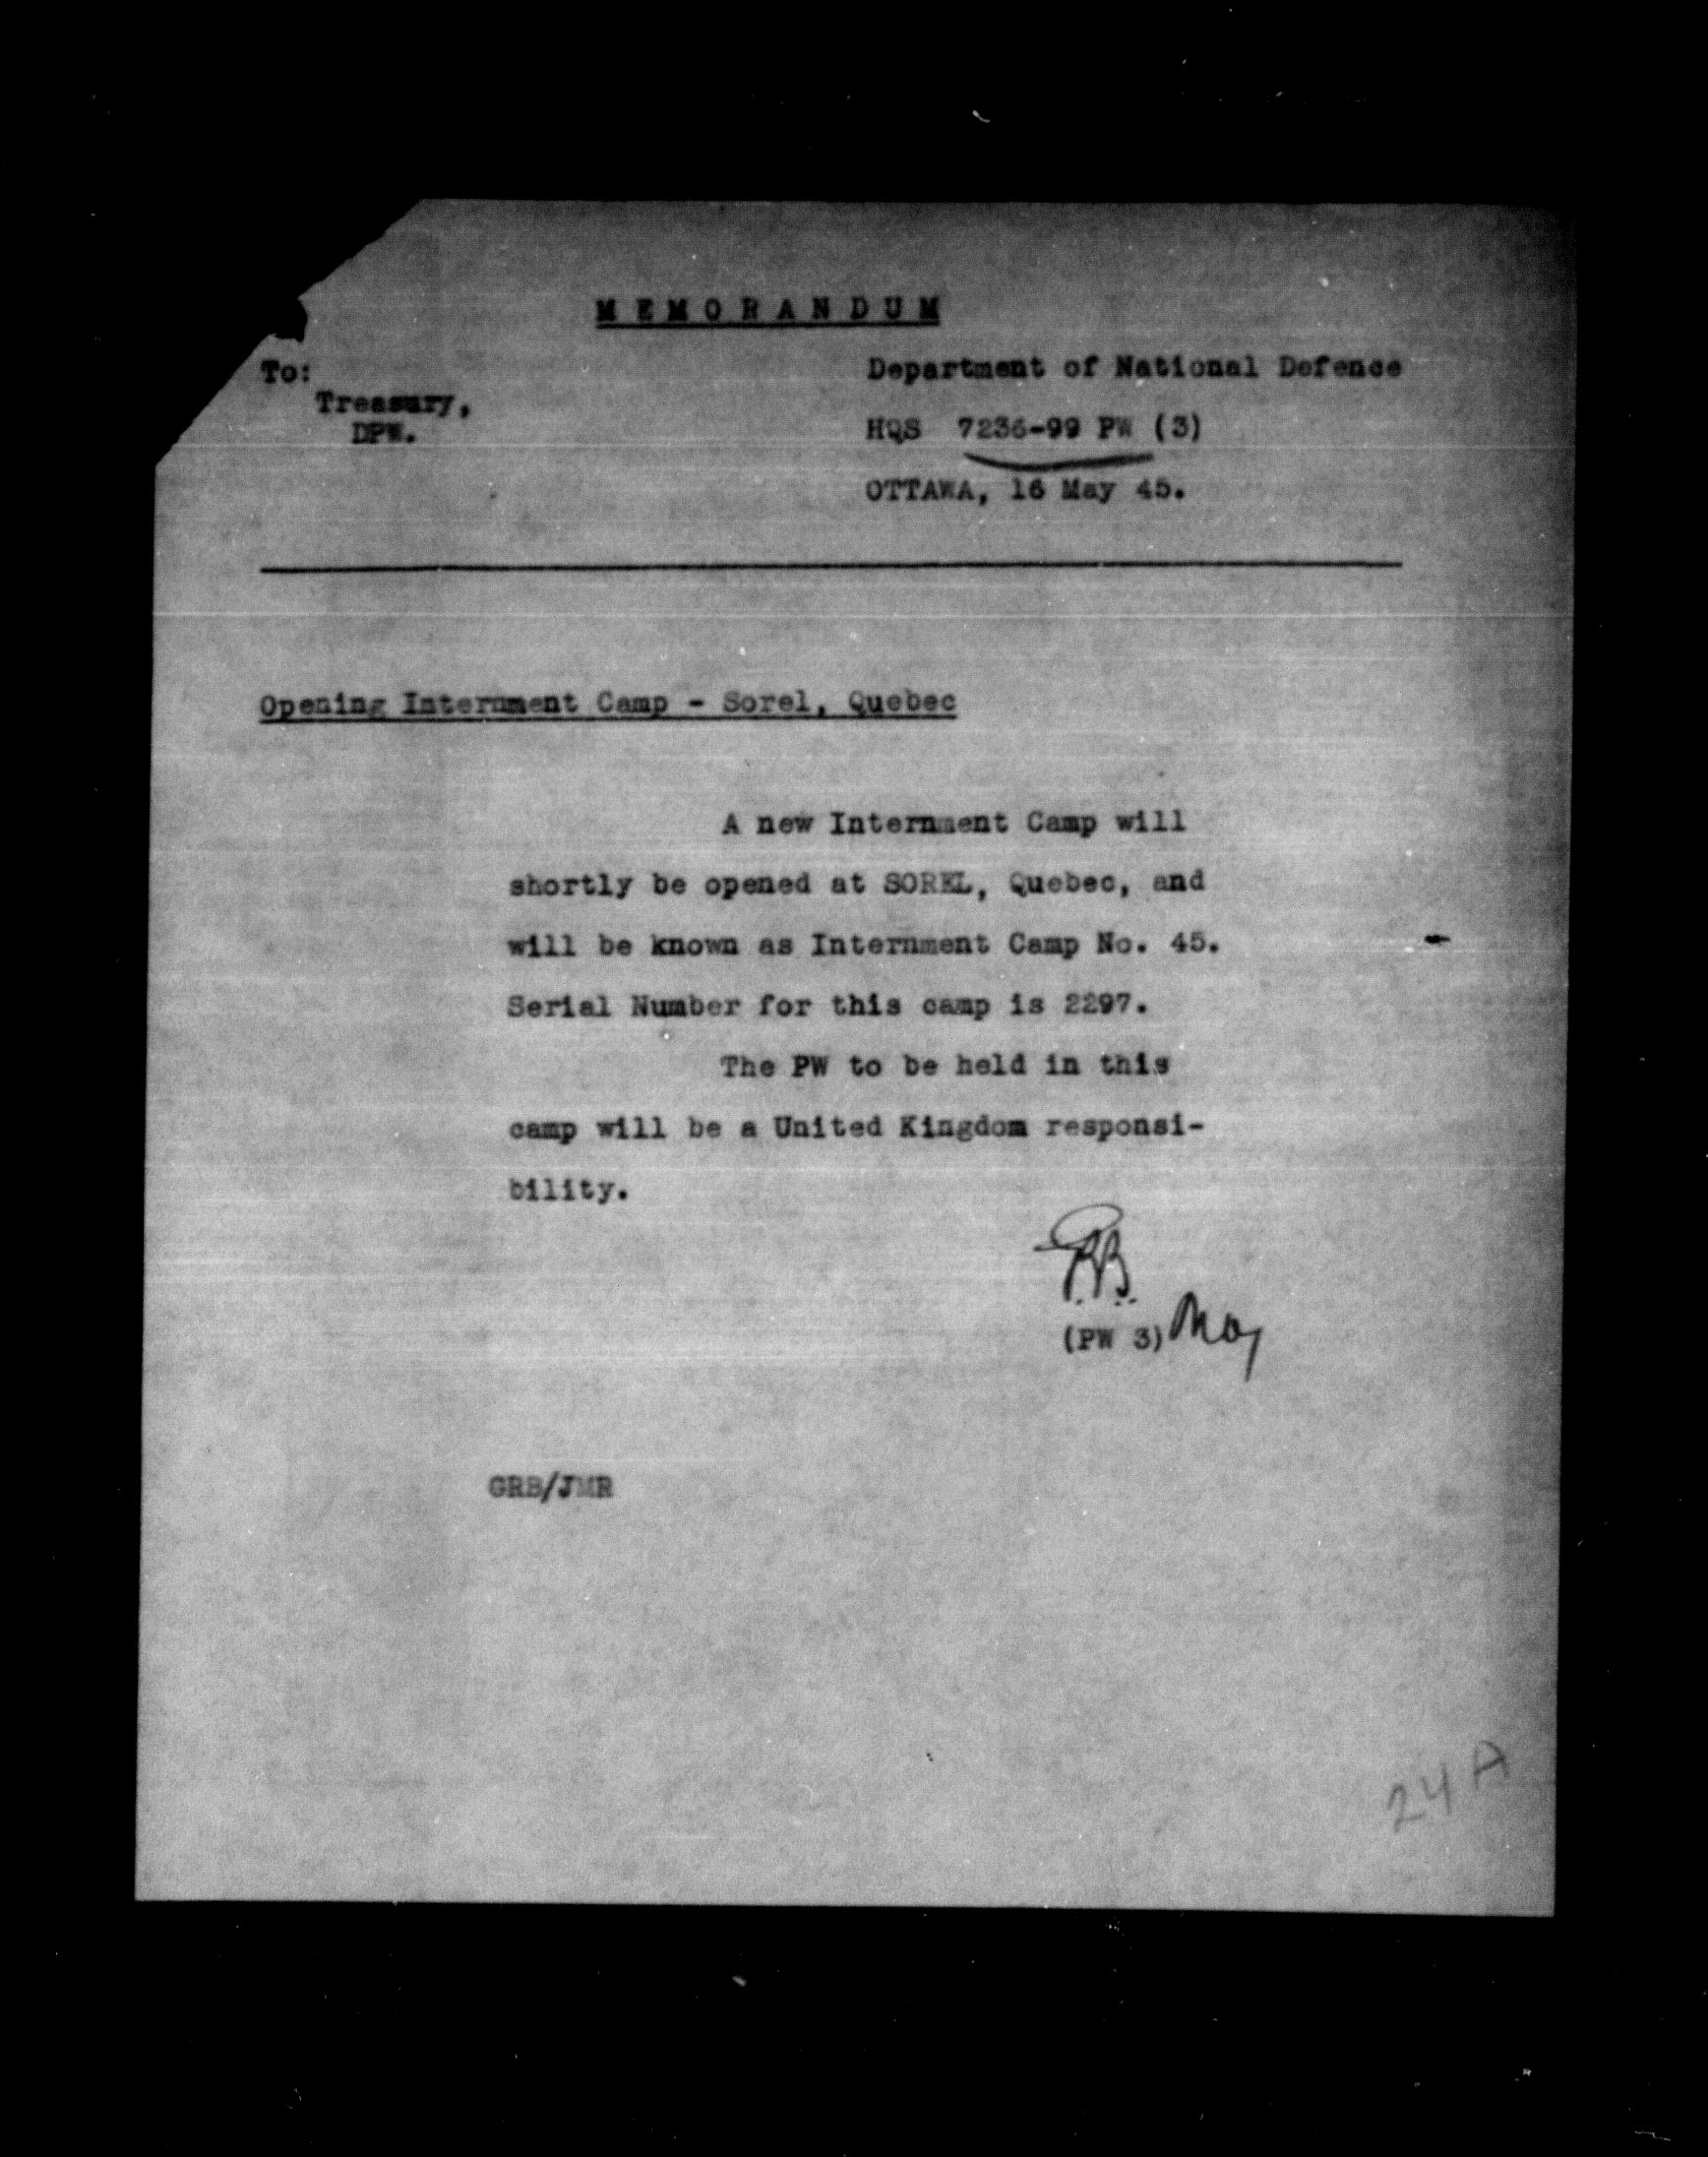 MEMORANDUM
To:
Treasury,
DPW.
Department of National Defence
HQS 7236-99 PW (3)
OTTAWA, 16 May 45.
Opening Internment Camp - Sorel, Quebec
A new Internment Camp will
shortly be opened at SOREL, Quebec, and
will be known as Internment Camp No. 45.
Serial Number for this camp is 2297.
The PW to be held in this
camp will be a United Kingdom responsi-
bility.
(PW 3) Maj
GRB/JMR
24A